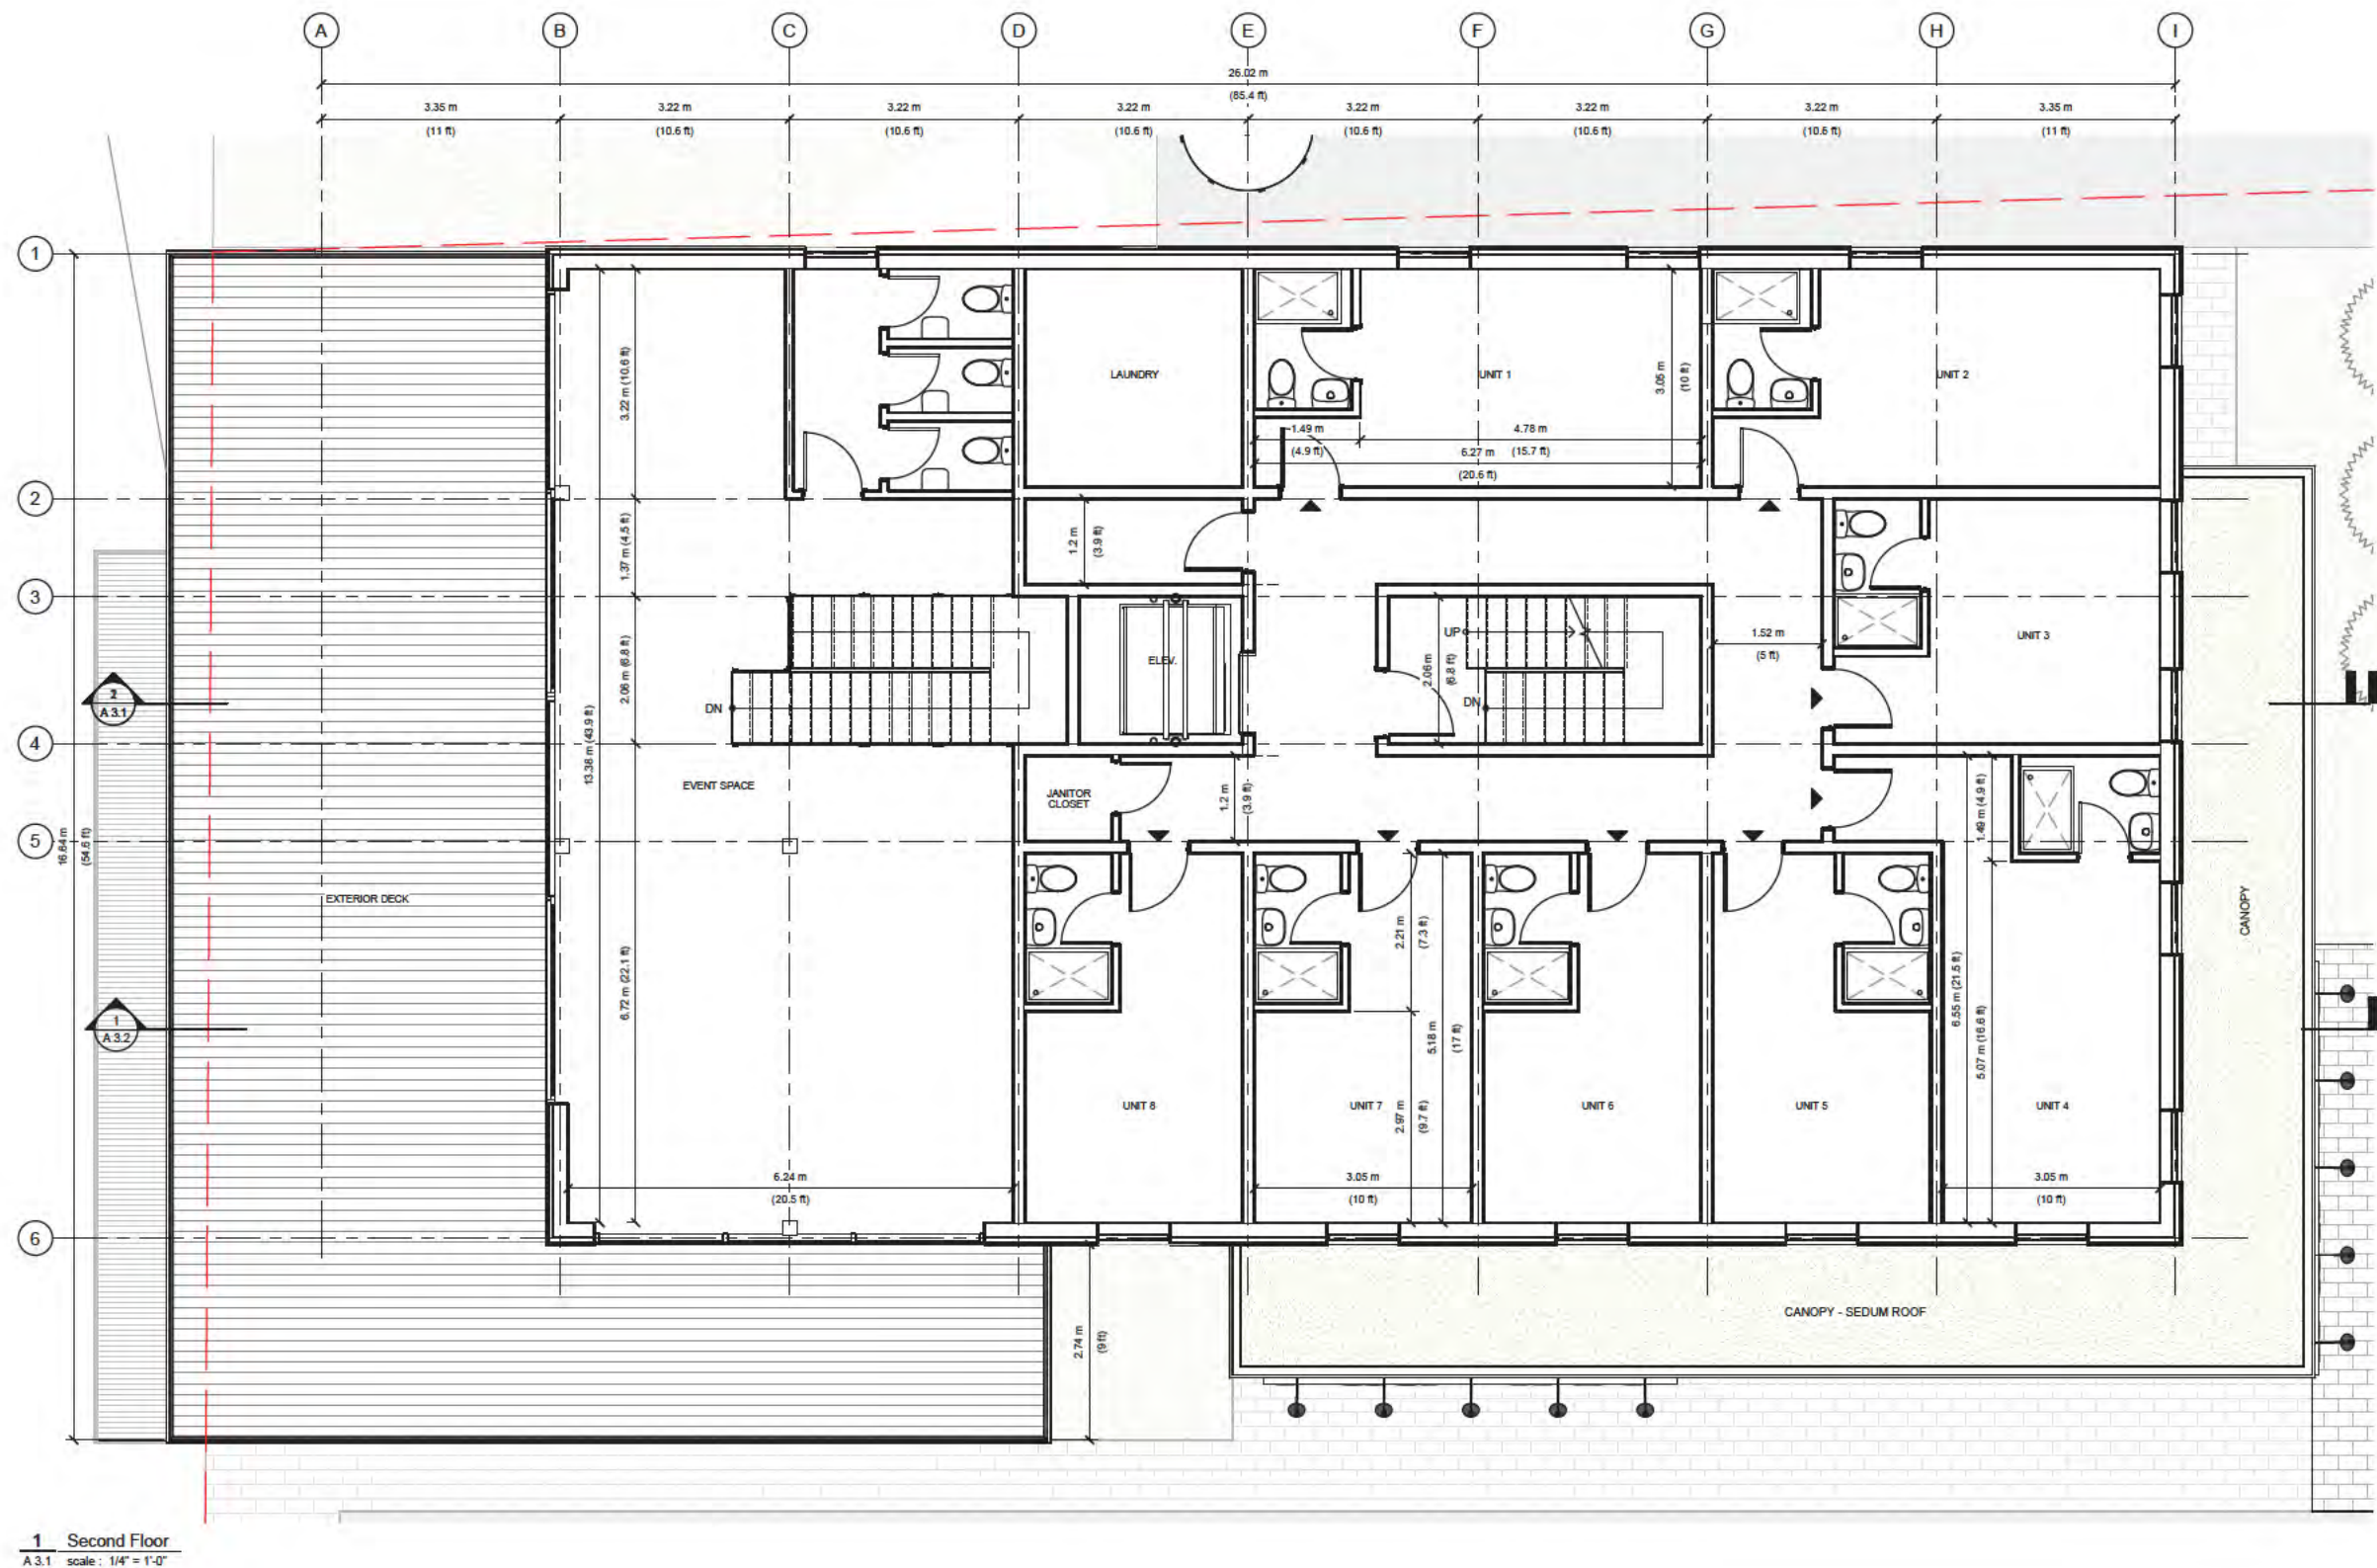 A B C D E F G H I
26.02 m
(85.4 ft)
3.35 m 3.22 m 3.22 m 3.22 m 3.22 m 3.22 m 3.22 m 3.35 m
(11 ft) (10.6 ft) (10.6 ft) (10.6 ft) (10.6 ft) (10.6 ft) (10.6 ft) (11 ft)
1
2
3
4
5
6
16.64 m
(54.6 ft)
2
A 3.1
1
A 3.2
EXTERIOR DECK
13.38 m (43.9 ft)
3.22 m (10.6 ft)
1.37 m (4.5 ft)
2.06 m (6.8 ft)
6.72 m (22.1 ft)
DN
EVENT SPACE
6.24 m
(20.5 ft)
LAUNDRY
1.2 m
(3.9 ft)
ELEV.
JANITOR
CLOSET
1.2 m
(3.9 ft)
UNIT 1
3.05 m
(10 ft)
1.49 m
(4.9 ft)
4.78 m
(15.7 ft)
6.27 m
(20.6 ft)
UNIT 2
UP
DN
2.06m
(6.8 ft)
1.52 m
(5 ft)
UNIT 3
1.49 m (4.9 ft)
6.55 m (21.5 ft)
5.07 m (16.6 ft)
UNIT 8
UNIT 7
2.21 m
(7.3 ft)
5.18 m
(17 ft)
2.97 m
(9.7 ft)
3.05 m
(10 ft)
UNIT 6
UNIT 5
UNIT 4
3.05 m
(10 ft)
CANOPY
CANOPY - SEDUM ROOF
2.74 m
(9 ft)
1 Second Floor
A 3.1 scale : 1/4" = 1'-0"